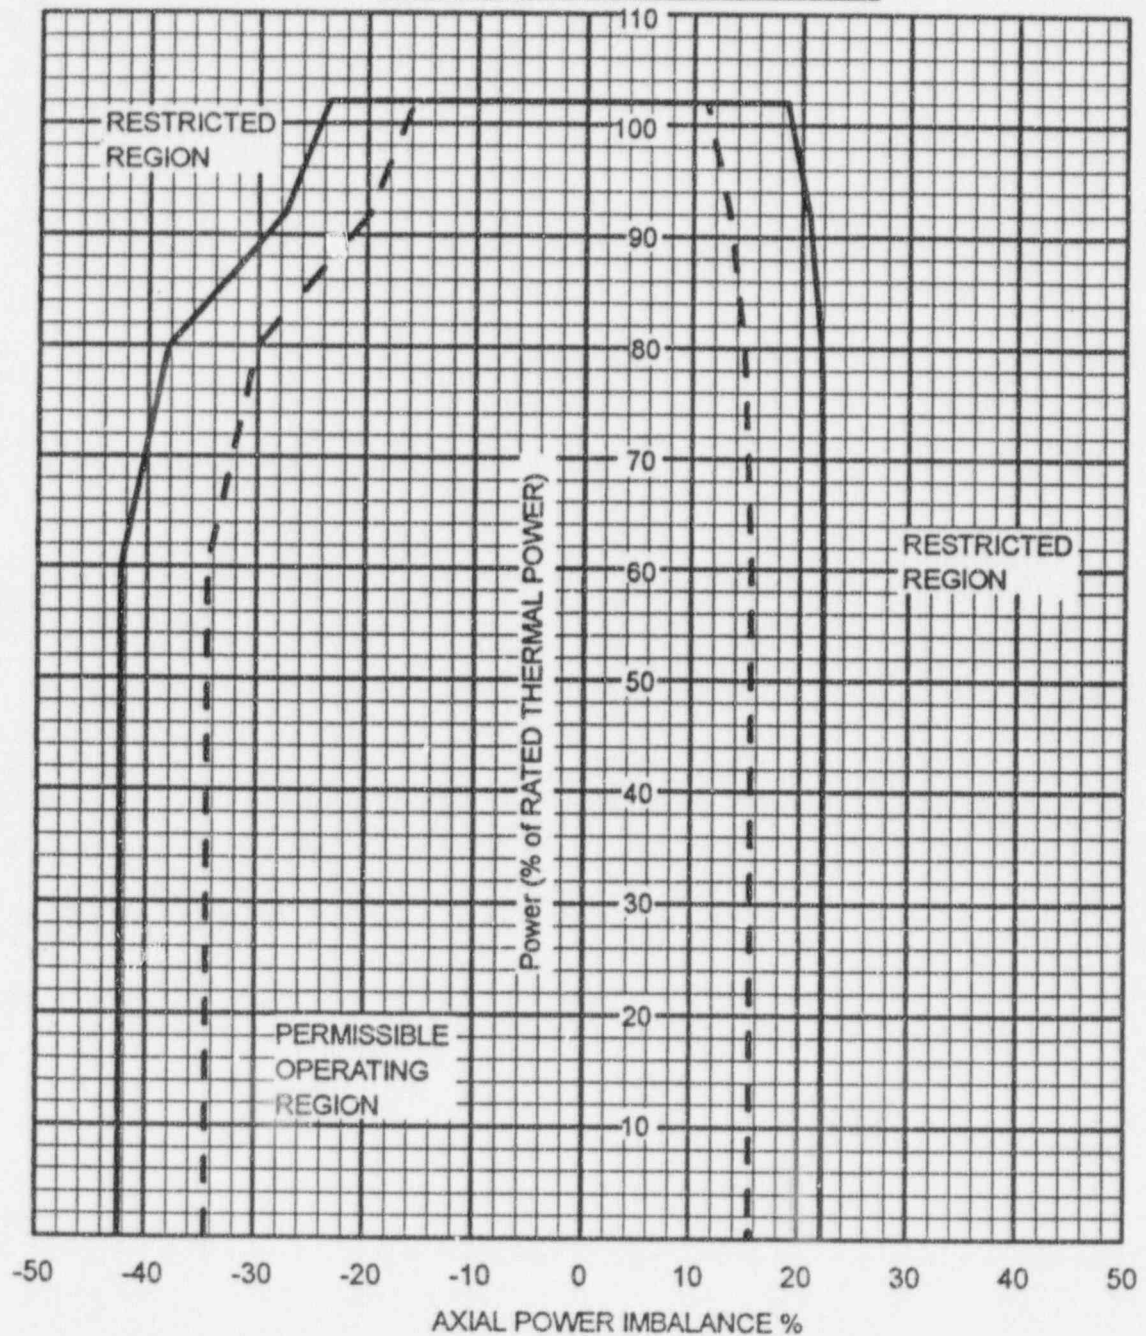 110
RESTRICTED
REGION
100
90
80
70
Power (% of RATED THERMAL POWER)
RESTRICTED
REGION
60
50
40
30
20
PERMISSIBLE
OPERATING
REGION
10
-50 -40 -30 -20 -10 0 10 20 30 40 50
AXIAL POWER IMBALANCE %